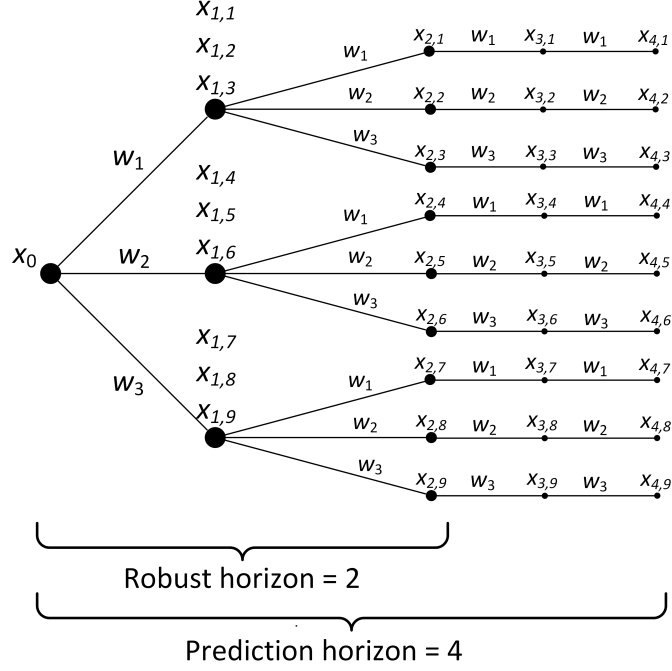 x1,1
x1,2
x1,3
w1 x2,1 w1 x3,1 w1 x4,1
w2 x2,2 w2 x3,2 w2 x4,2
w1
w3 x2,3 w3 x3,3 w3 x4,3
x1,4
x1,5
x1,6
w1 x2,4 w1 x3,4 w1 x4,4
x0 w2
w2 x2,5 w2 x3,5 w2 x4,5
w3 x2,6 w3 x3,6 w3 x4,6
x1,7
x1,8
x1,9
w3
w1 x2,7 w1 x3,7 w1 x4,7
w2 x2,8 w2 x3,8 w2 x4,8
w3 x2,9 w3 x3,9 w3 x4,9
Robust horizon = 2
Prediction horizon = 4